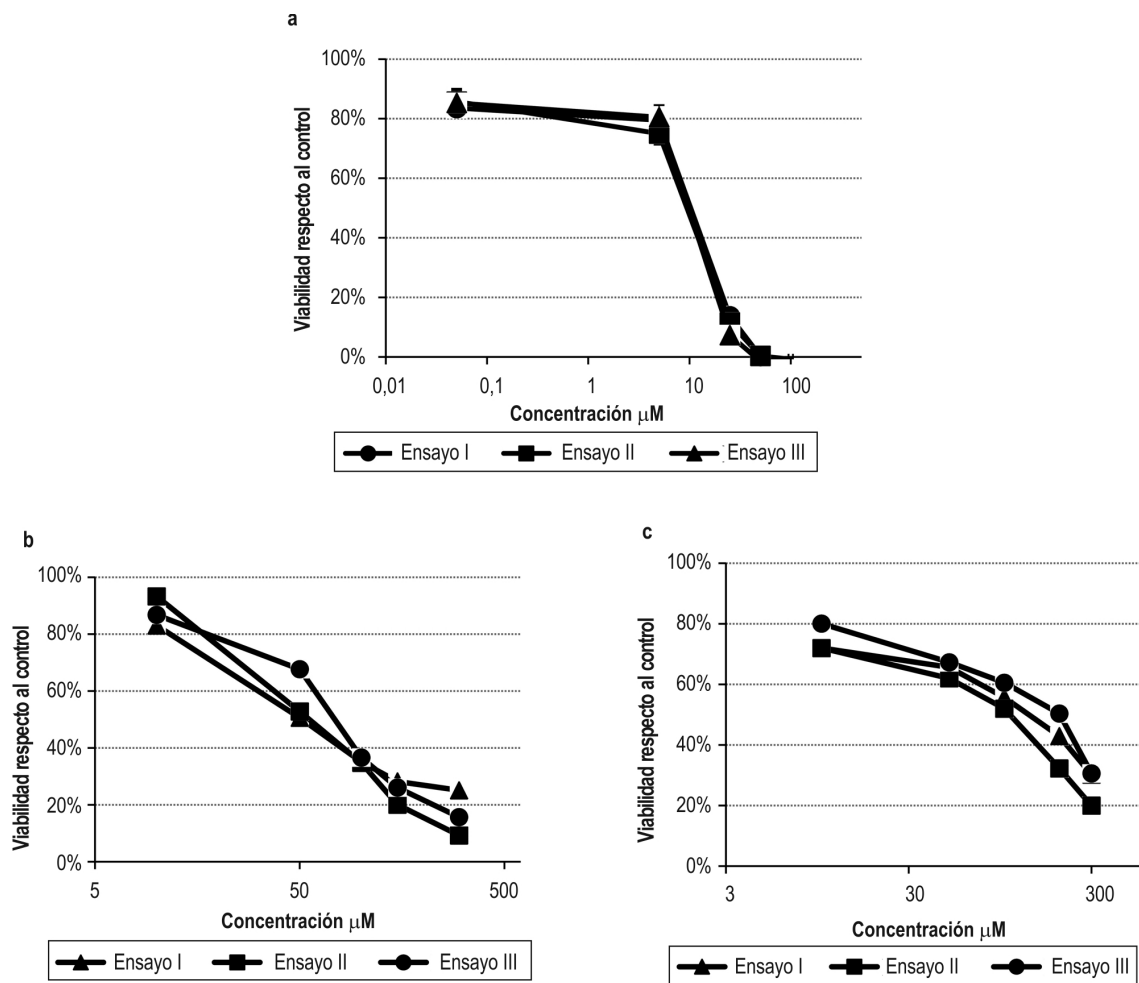 a
100%
80%
60%
40%
20%
0%
Viabilidad respecto al control
0,01 0,1 1 10 100
Concentración μM
Ensayo I Ensayo II Ensayo III
b
100%
80%
60%
40%
20%
0%
Viabilidad respecto al control
5 50 500
Concentración μM
Ensayo I Ensayo II Ensayo III
c
100%
80%
60%
40%
20%
0%
Viabilidad respecto al control
3 30 300
Concentración μM
Ensayo I Ensayo II Ensayo III